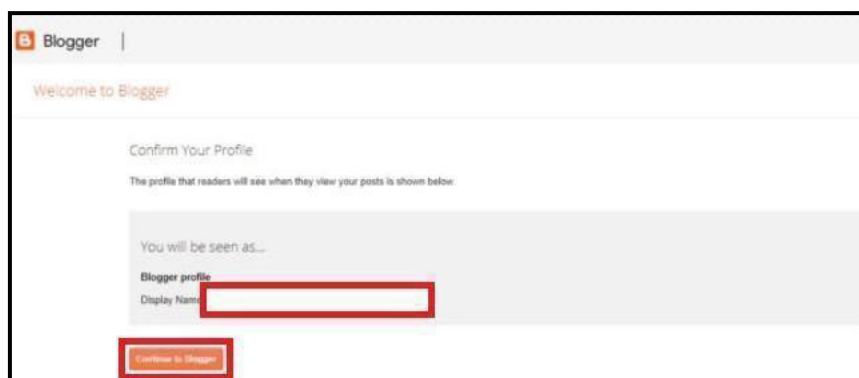 Blogger |
Welcome to Blogger
Confirm Your Profile
The profile that readers will see when they view your posts is shown below
You will be seen as...
Blogger profile
Display Name
Continue to Blogger